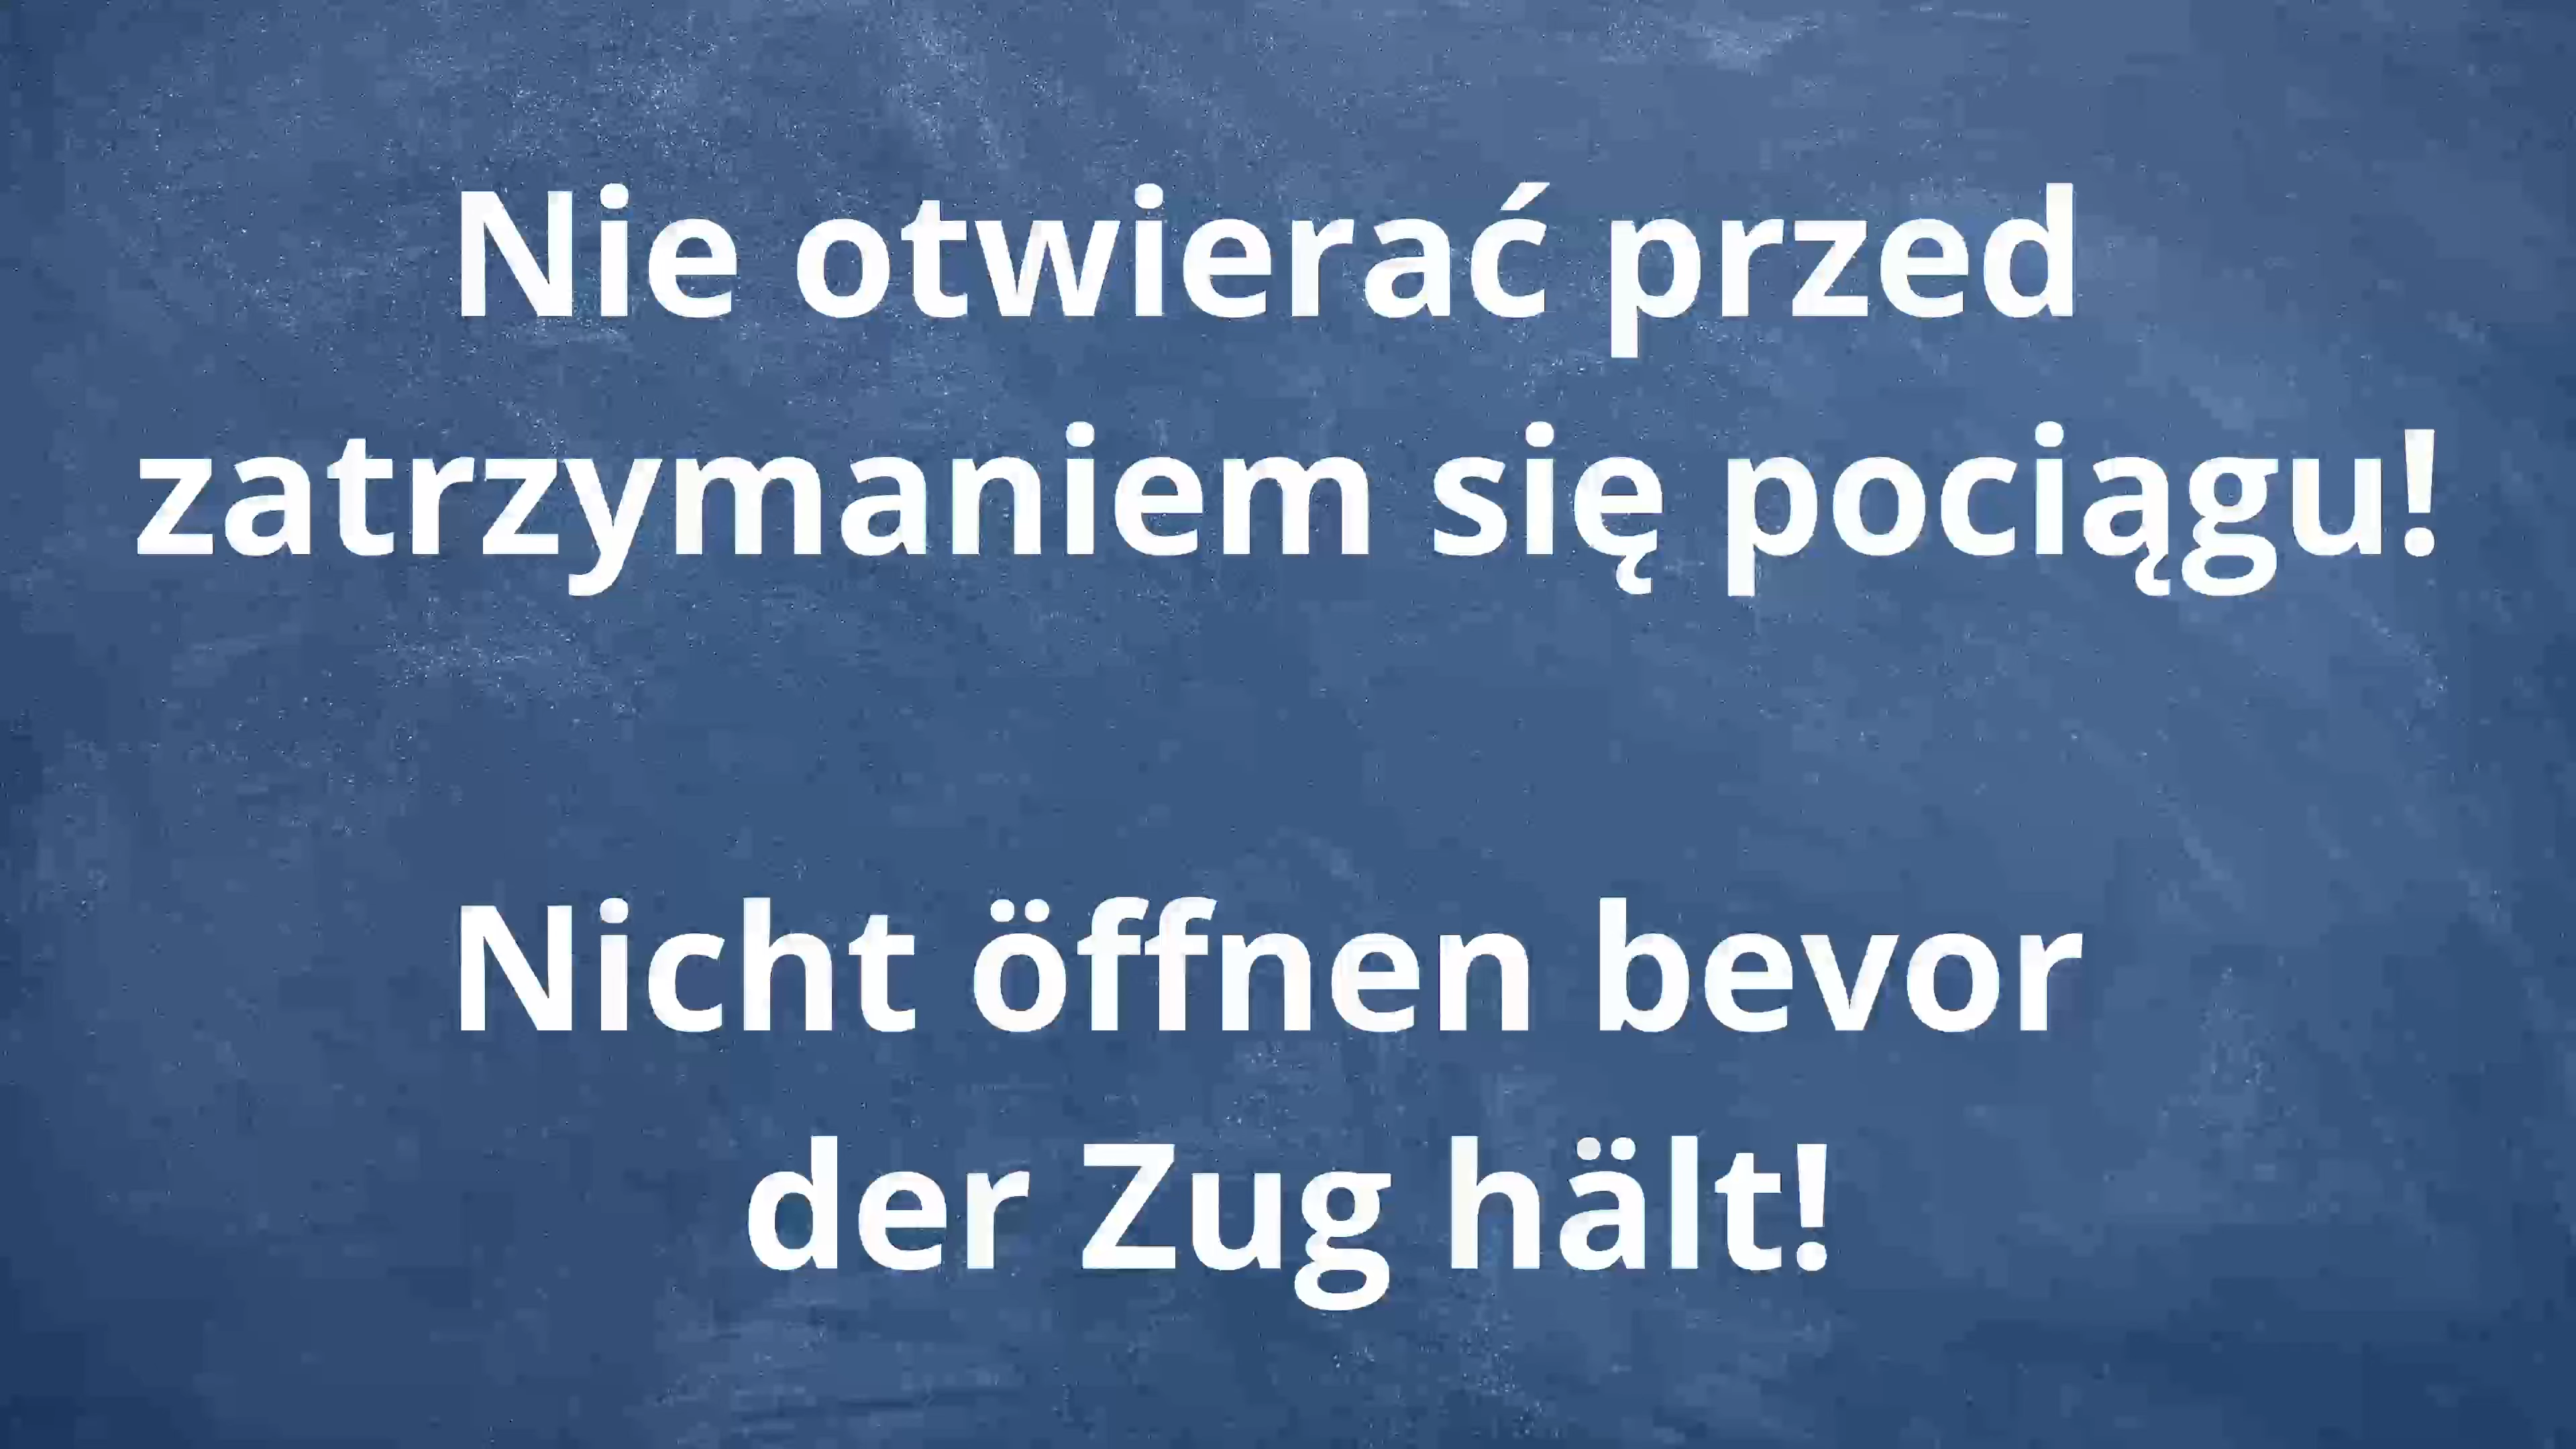 Nie otwierać przed
zatrzymaniem się pociągu!
Nicht öffnen bevor
der Zug hält!